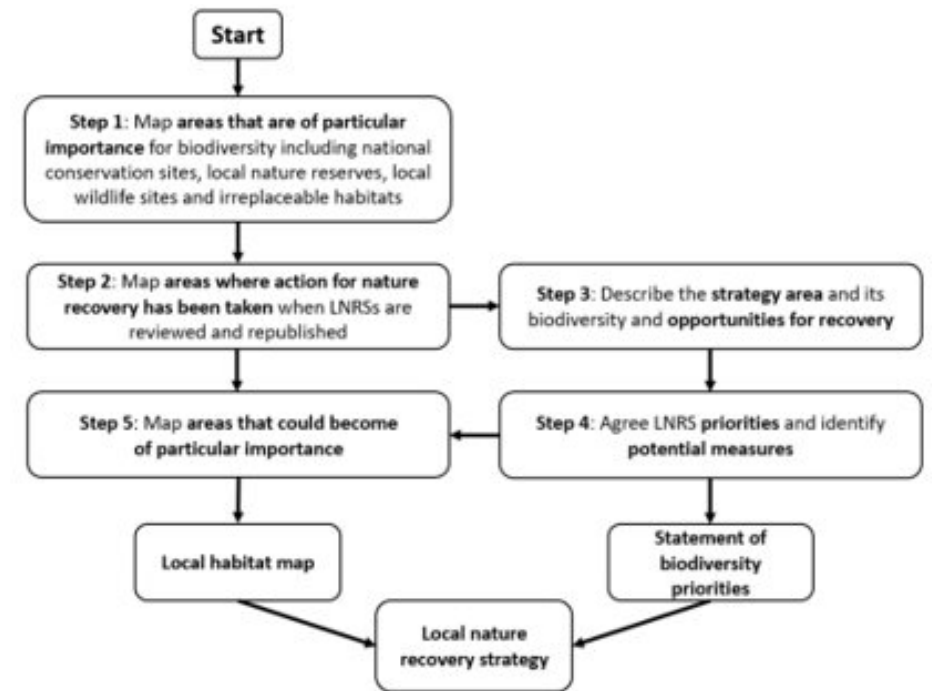 Start
Step 1: Map areas that are of particular
importance for biodiversity including national
conservation sites, local nature reserves, local
wildlife sites and irreplaceable habitats
Step 2: Map areas where action for nature
recovery has been taken when LNRSs are
reviewed and republished
Step 3: Describe the strategy area and its
biodiversity and opportunities for recovery
Step 4: Agree LNRS priorities and identify
potential measures
Step 5: Map areas that could become
of particular importance
Local habitat map
Statement of
biodiversity
priorities
Local nature
recovery strategy